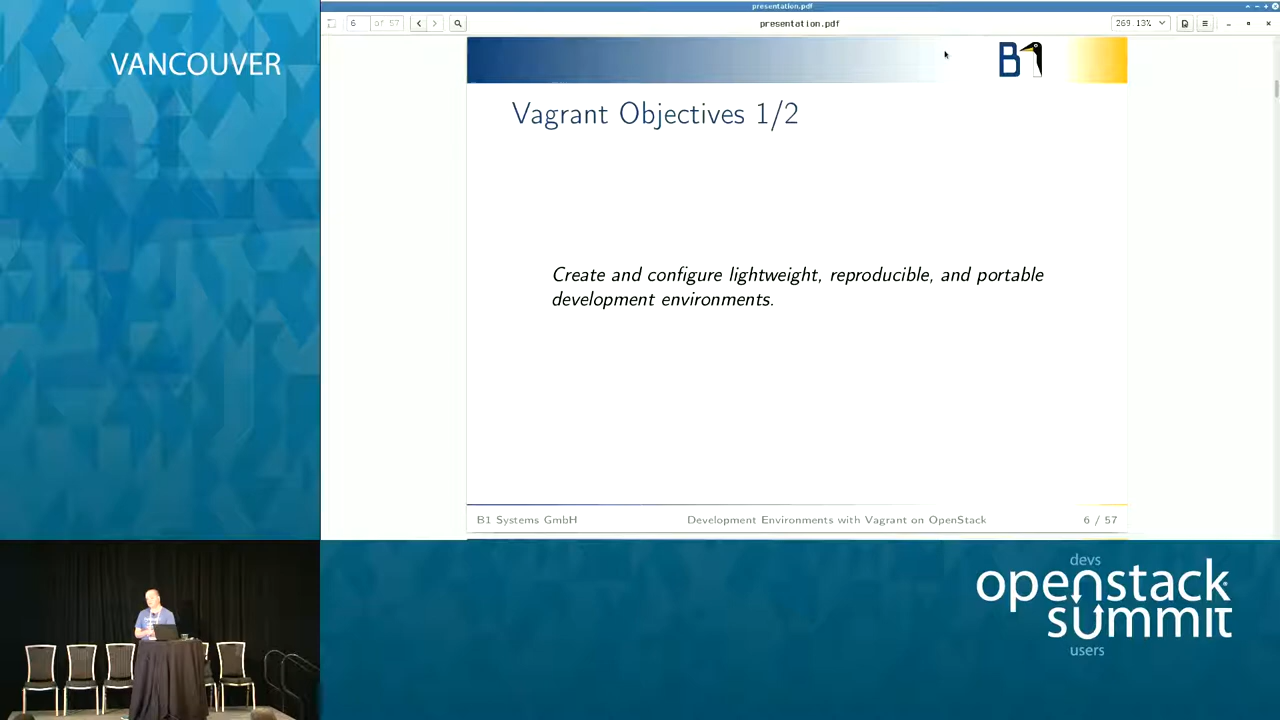 VANCOUVER
presentation.pdf
6 of 57
presentation.pdf
269.13%
B1
Vagrant Objectives 1/2
Create and configure lightweight, reproducible, and portable
development environments.
B1 Systems GmbH
Development Environments with Vagrant on OpenStack
6 / 57
devs
openstack
summit
users